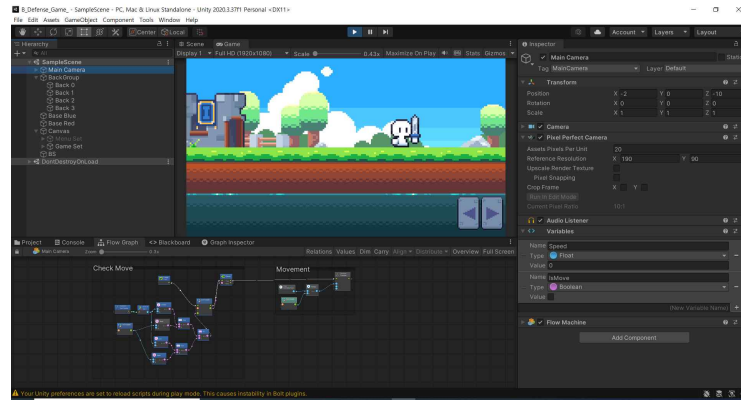 B_Defense_Game_ - SampleScene - PC, Mac & Linux Standalone - Unity 2020.3.37f1 Personal <DX11>
File Edit Assets GameObject Component Tools Window Help
Center Local
Account Layers Layout
Hierarchy
Scene Game
Inspector
Display 1 Full HD (1920x1080) Scale 0.43x Maximize On Play Stats Gizmos
All
SampleScene
Main Camera
BackGroup
Back 0
Back 1
Back 2
Back 3
Base Blue
Base Red
Canvas
Menu Set
Game Set
BS
DontDestroyOnLoad
Main Camera Static
Tag MainCamera Layer Default
Transform
Position X -2 Y 0 Z -10
Rotation X 0 Y 0 Z 0
Scale X 1 Y 1 Z 1
Camera
Pixel Perfect Camera
Assets Pixels Per Unit 20
Reference Resolution X 190 Y 90
Upscale Render Texture
Pixel Snapping
Crop Frame X Y
Run In Edit Mode
Current Pixel Ratio 10:1
Audio Listener
Variables
Name Speed
Type Float
Value 0
Name IsMove
Type Boolean
Value
(New Variable Name)
Flow Machine
Add Component
Project Console Flow Graph <> Blackboard Graph Inspector
Main Camera Zoom Relations Values Dim Carry Align Distribute Overview Full Screen
Check Move
Movement
Your Unity preferences are set to reload scripts during play mode. This causes instability in Bolt plugins.